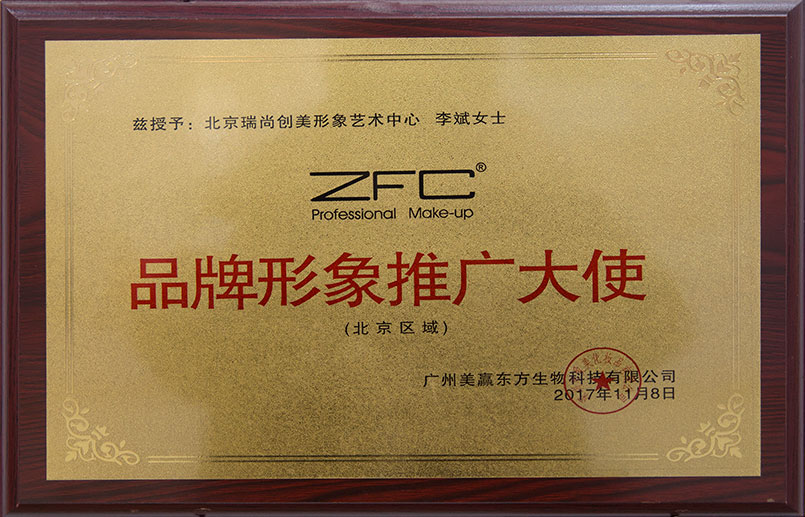 兹授予：北京瑞尚创美形象艺术中心 李斌女士
ZFC®
Professional Make-up
品牌形象推广大使
(北京区域)
广州美赢东方生物科技有限公司
2017年11月8日